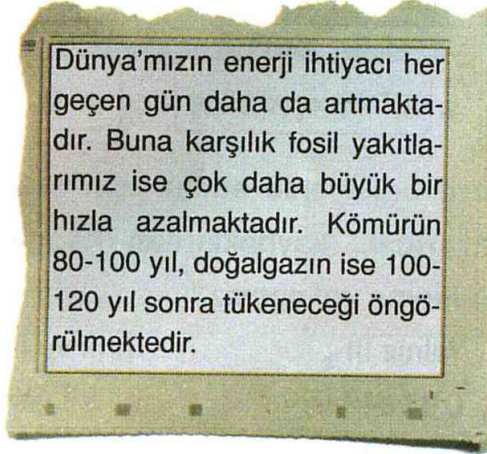 Dünya'mızın enerji ihtiyacı her
geçen gün daha da artmakta-
dır. Buna karşılık fosil yakıtla-
rımız ise çok daha büyük bir
hızla azalmaktadır. Kömürün
80-100 yıl, doğalgazın ise 100-
120 yıl sonra tükeneceği öngö-
rülmektedir.